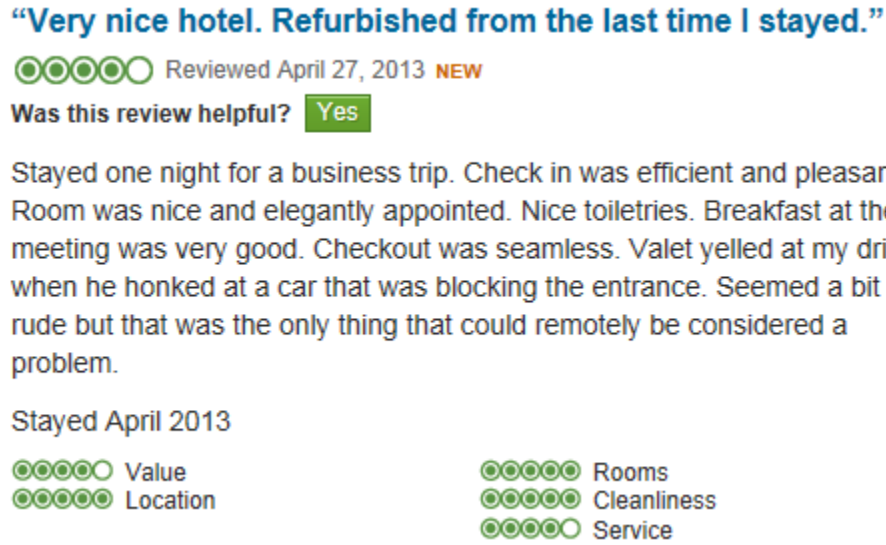 “Very nice hotel. Refurbished from the last time I stayed.”
Reviewed April 27, 2013 NEW
Was this review helpful? Yes
Stayed one night for a business trip. Check in was efficient and
Room was nice and elegantly appointed. Nice toiletries. Breakfast at
meeting was very good. Checkout was seamless. Valet yelled at my
when he honked at a car that was blocking the entrance. Seemed a bit
rude but that was the only thing that could remotely be considered a
problem.
Stayed April 2013
Value
Rooms
Location
Cleanliness
Service